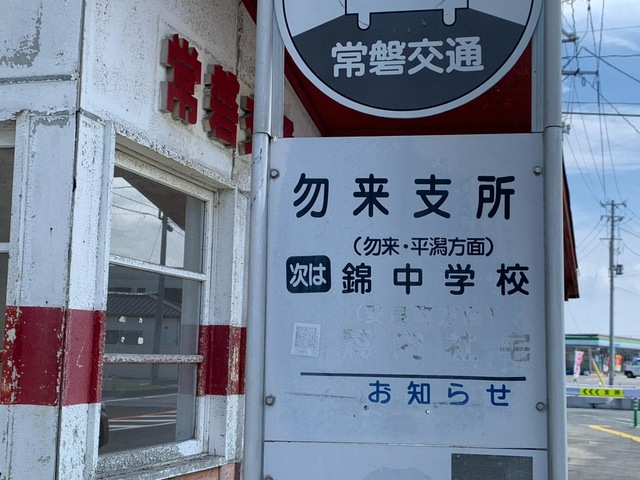 常磐交通
常磐
勿来支所
(勿来・平潟方面)
次は 錦中学校
お知らせ